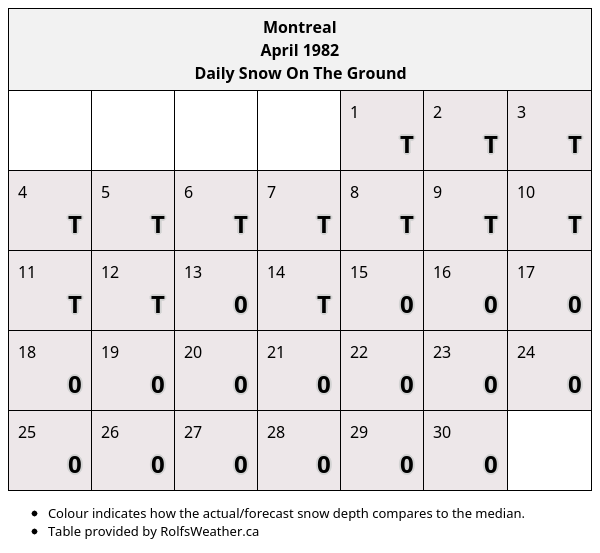 Montreal
April 1982
Daily Snow On The Ground
1 2 3
T T T
4 5 6 7 8 9 10
T T T T T T T
11 12 13 14 15 16 17
T T 0 T 0 0 0
18 19 20 21 22 23 24
0 0 0 0 0 0 0
25 26 27 28 29 30
0 0 0 0 0 0
Colour indicates how the actual/forecast snow depth compares to the median.
Table provided by RolfsWeather.ca